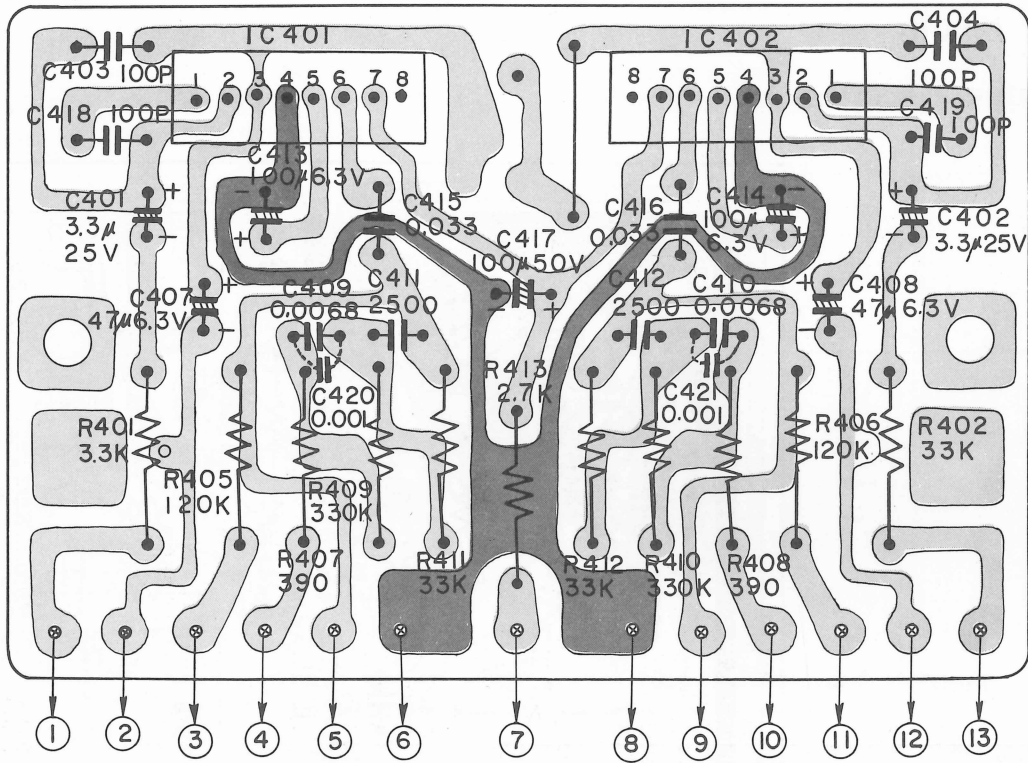 C404
IC401
IC402
C403
100P
100P
1 2 3 4 5 6 7 8
8 7 6 5 4 3 2 1
C418
100P
C419
100P
C413
100µ6.3V
C401
3.3µ
25V
+
−
−
+
C415
0.033
C416
0.033
C414
100µ
6.3V
−
+
+
−
C402
3.3µ25V
C417
100µ50V
−
+
C407
47µ6.3V
+
−
C409
0.0068
C411
2500
C412
2500
C410
0.0068
+
−
C408
47µ6.3V
R413
2.7K
C420
0.001
C421
0.001
R401
3.3K
R405
120K
R409
330K
R406
120K
R402
33K
R407
390
R411
33K
R412
33K
R410
330K
R408
390
1 2 3 4 5 6 7 8 9 10 11 12 13